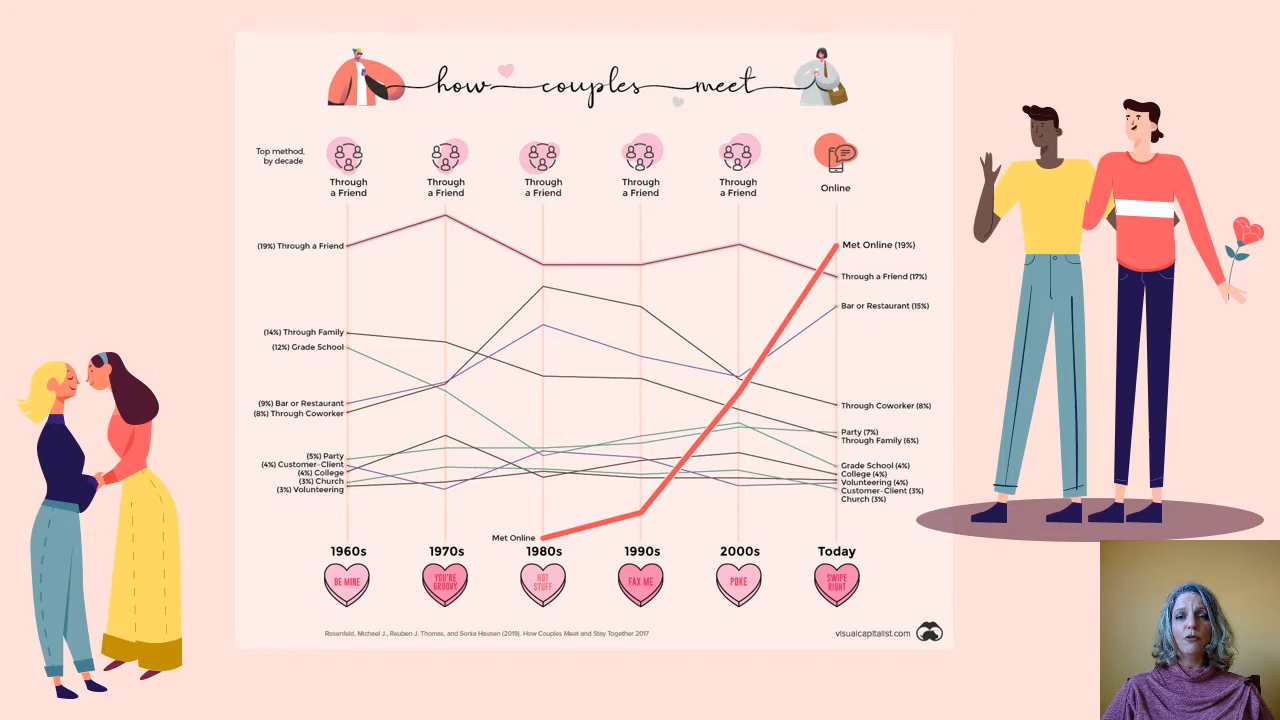 how couples meet
Top method,
by decade
Through
a Friend
Through
a Friend
Through
a Friend
Through
a Friend
Through
a Friend
Online
(19%) Through a Friend
(14%) Through Family
(12%) Grade School
(9%) Bar or Restaurant
(8%) Through Coworker
(5%) Party
(4%) Customer-Client
(4%) College
(3%) Church
(3%) Volunteering
Met Online
Met Online (19%)
Through a Friend (17%)
Bar or Restaurant (15%)
Through Coworker (8%)
Party (7%)
Through Family (6%)
Grade School (4%)
College (4%)
Volunteering (4%)
Customer-Client (3%)
Church (3%)
1960s
1970s
1980s
1990s
2000s
Today
BE MINE
YOU'RE
GROOVY
HOT
STUFF
FAX ME
POKE
SWIPE
RIGHT
Rosenfeld, Michael J., Reuben J. Thomas, and Sonia Hausen (2019). How Couples Meet and Stay Together 2017
visualcapitalist.com